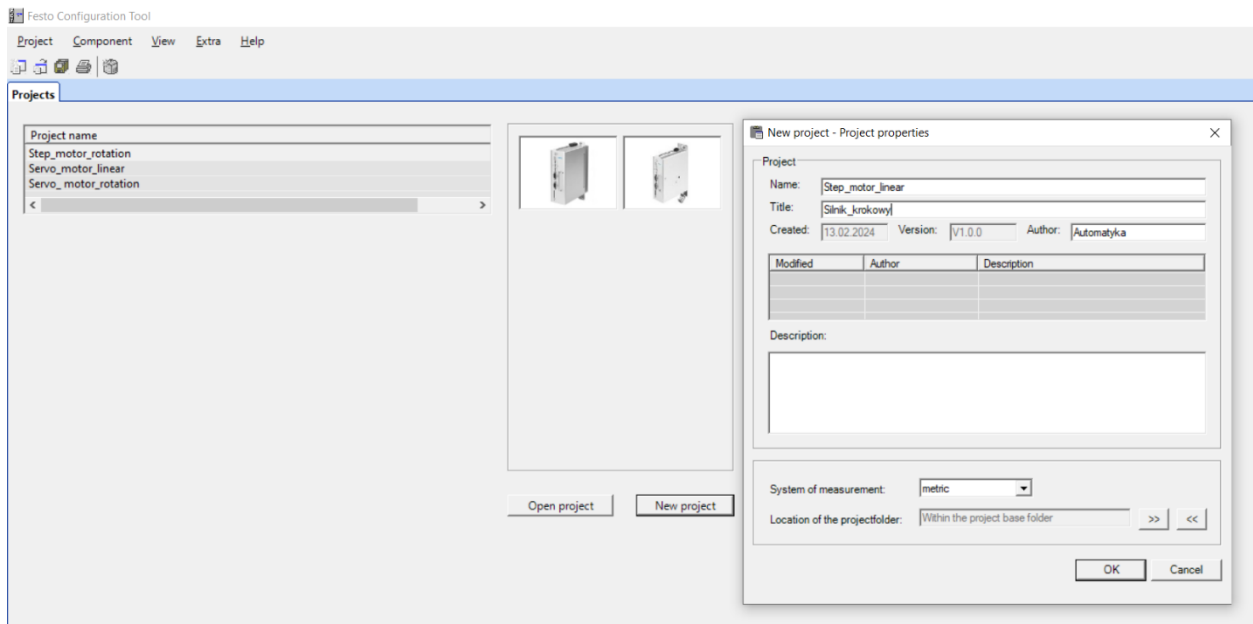 Festo Configuration Tool
Project Component View Extra Help
Projects
Project name
Step_motor_rotation
Servo_motor_linear
Servo_ motor_rotation
Open project
New project
New project - Project properties
Project
Name: Step_motor_linear
Title: Silnik_krokowy
Created: 13.02.2024 Version: V1.0.0 Author: Automatyka
Modified Author Description
Description:
System of measurement: metric
Location of the projectfolder: Within the project base folder >> <<
OK Cancel